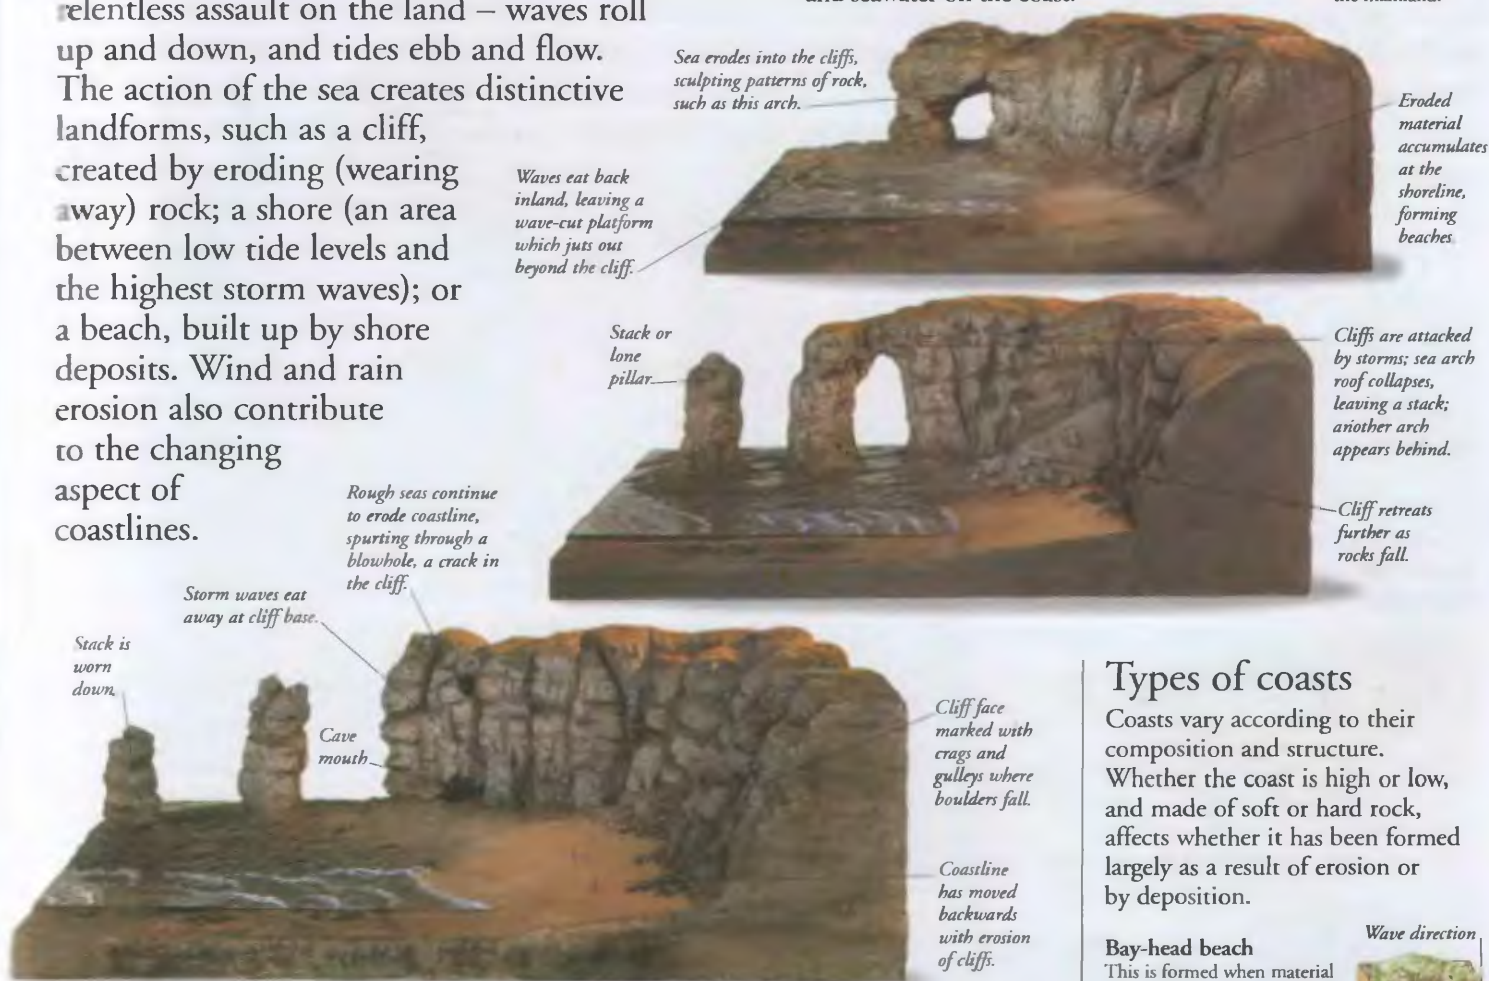 relentless assault on the land – waves roll
up and down, and tides ebb and flow.
The action of the sea creates distinctive
landforms, such as a cliff,
created by eroding (wearing
away) rock; a shore (an area
between low tide levels and
the highest storm waves); or
a beach, built up by shore
deposits. Wind and rain
erosion also contribute
to the changing
aspect of
coastlines.
and seawater on the coast.
the mainland.
Sea erodes into the cliffs,
sculpting patterns of rock,
such as this arch.
Eroded
material
accumulates
at the
shoreline,
forming
beaches.
Waves eat back
inland, leaving a
wave-cut platform
which juts out
beyond the cliff.
Stack or
lone
pillar
Cliffs are attacked
by storms; sea arch
roof collapses,
leaving a stack;
another arch
appears behind.
Cliff retreats
further as
rocks fall.
Rough seas continue
to erode coastline,
spurting through a
blowhole, a crack in
the cliff.
Storm waves eat
away at cliff base.
Stack is
worn
down.
Cave
mouth
Cliff face
marked with
crags and
gulleys where
boulders fall.
Coastline
has moved
backwards
with erosion
of cliffs.
Types of coasts
Coasts vary according to their
composition and structure.
Whether the coast is high or low,
and made of soft or hard rock,
affects whether it has been formed
largely as a result of erosion or
by deposition.
Bay-head beach
This is formed when material
Wave direction